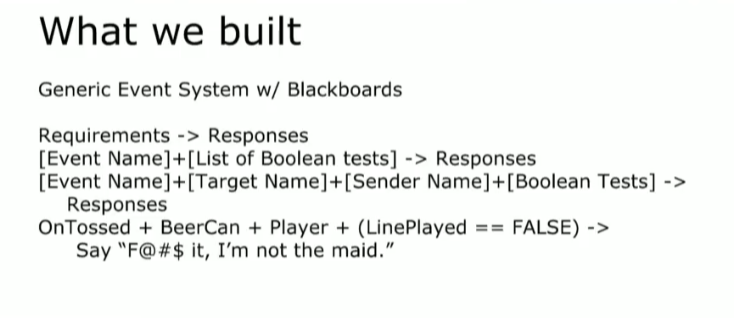 What we built
Generic Event System w/ Blackboards
Requirements -> Responses
[Event Name]+[List of Boolean tests] -> Responses
[Event Name]+[Target Name]+[Sender Name]+[Boolean Tests] ->
Responses
OnTossed + BeerCan + Player + (LinePlayed == FALSE) ->
Say “F@#$ it, I’m not the maid.”